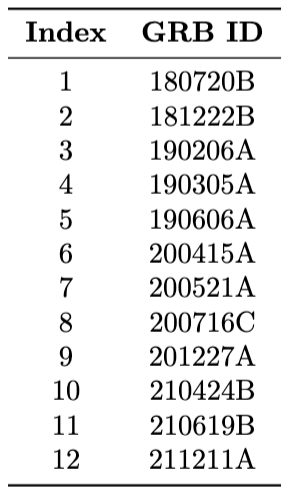 Index GRB ID
1 180720B
2 181222B
3 190206A
4 190305A
5 190606A
6 200415A
7 200521A
8 200716C
9 201227A
10 210424B
11 210619B
12 211211A